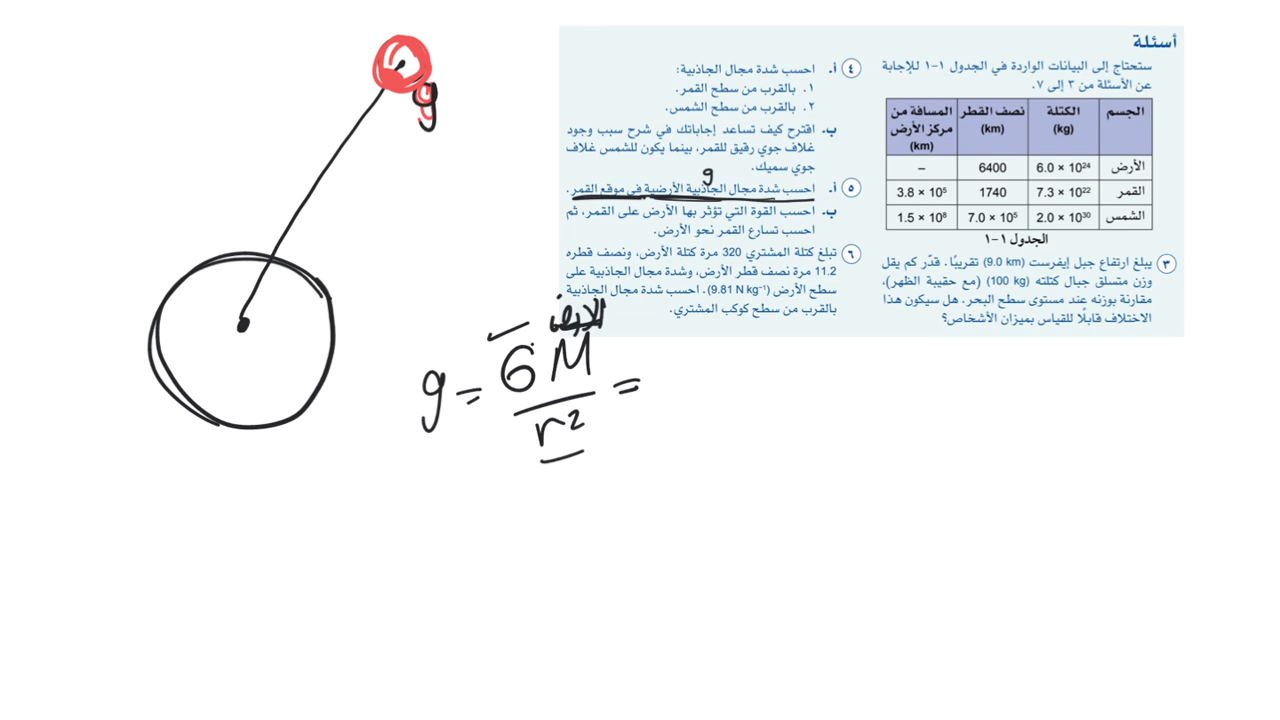 أسئلة
ستحتاج إلى البيانات الواردة في الجدول ١-١ للإجابة
عن الأسئلة من ٣ إلى ٧.
الجسم الكتلة (kg) نصف القطر (km) المسافة من مركز الأرض (km)
الأرض 6.0 × 10²⁴ 6400 –
القمر 7.3 × 10²² 1740 3.8 × 10⁵
الشمس 2.0 × 10³⁰ 7.0 × 10⁵ 1.5 × 10⁸
الجدول ١-١
٣ يبلغ ارتفاع جبل إيفرست (9.0 km) تقريبًا. قدّر كم يقل
وزن متسلق جبال كتلته (100 kg) (مع حقيبة الظهر)،
مقارنة بوزنه عند مستوى سطح البحر. هل سيكون هذا
الاختلاف قابلًا للقياس بميزان الأشخاص؟
٤ أ. احسب شدة مجال الجاذبية:
١. بالقرب من سطح القمر.
٢. بالقرب من سطح الشمس.
ب. اقترح كيف تساعد إجاباتك في شرح سبب وجود
غلاف جوي رقيق للقمر، بينما يكون للشمس غلاف
جوي سميك.
g
٥ أ. احسب شدة مجال الجاذبية الأرضية في موقع القمر.
ب. احسب القوة التي تؤثر بها الأرض على القمر، ثم
احسب تسارع القمر نحو الأرض.
٦ تبلغ كتلة المشتري 320 مرة كتلة الأرض، ونصف قطره
11.2 مرة نصف قطر الأرض، وشدة مجال الجاذبية على
سطح الأرض (9.81 N kg⁻¹). احسب شدة مجال الجاذبية
بالقرب من سطح كوكب المشتري.
g
الارض
g = G M / r² =